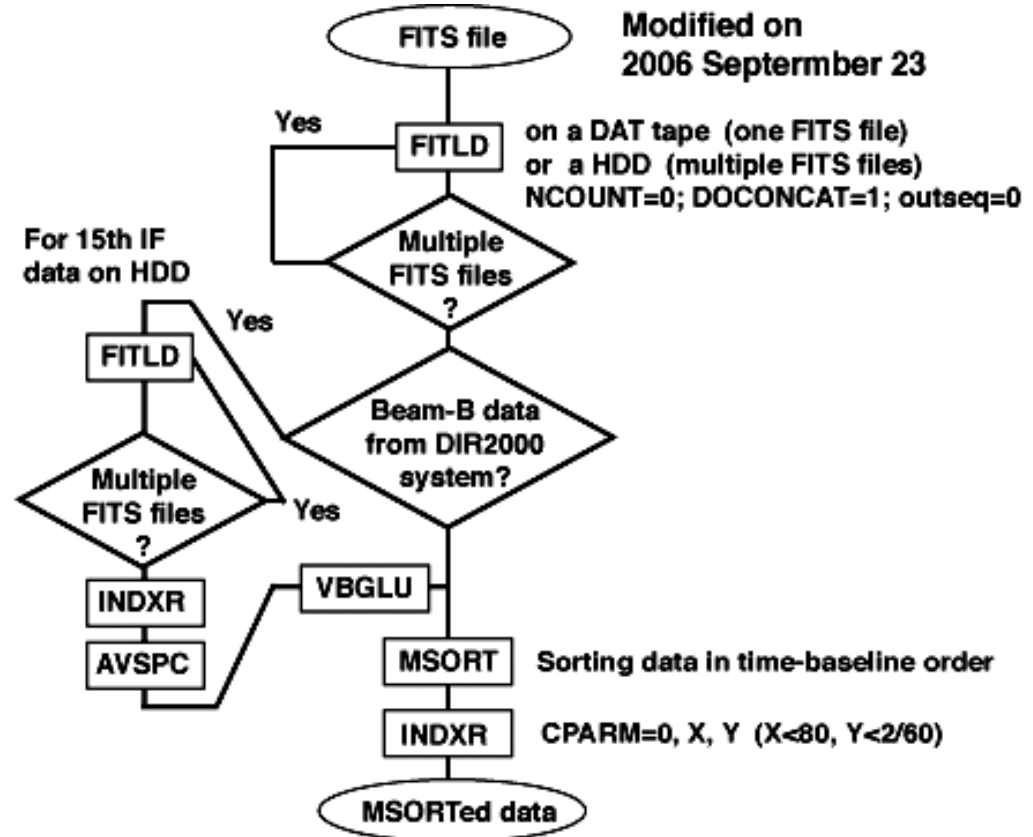 FITS file
Modified on
2006 Septermber 23
Yes
FITLD
on a DAT tape (one FITS file)
or a HDD (multiple FITS files)
NCOUNT=0; DOCONCAT=1; outseq=0
Multiple
FITS files
?
For 15th IF
data on HDD
Yes
FITLD
Beam-B data
from DIR2000
system?
Multiple
FITS files
?
Yes
INDXR
VBGLU
AVSPC
MSORT
Sorting data in time-baseline order
INDXR
CPARM=0, X, Y (X<80, Y<2/60)
MSORTed data